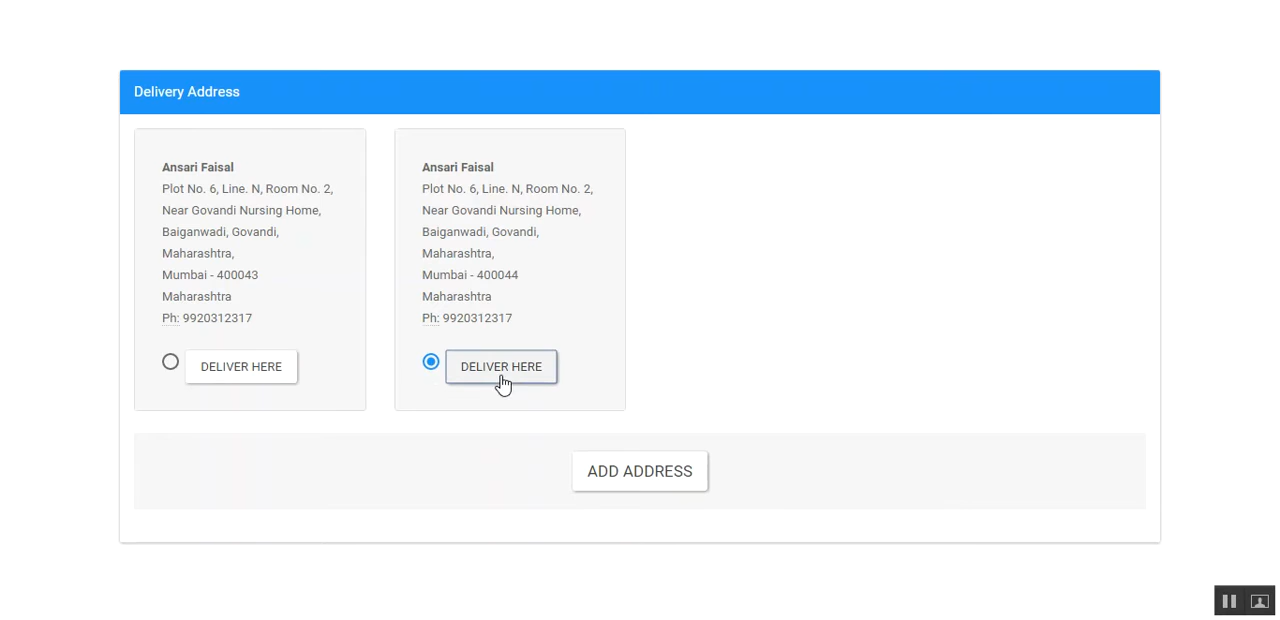 Delivery Address
Ansari Faisal
Plot No. 6, Line. N, Room No. 2,
Near Govandi Nursing Home,
Baiganwadi, Govandi,
Maharashtra,
Mumbai - 400043
Maharashtra
Ph: 9920312317
DELIVER HERE
Ansari Faisal
Plot No. 6, Line. N, Room No. 2,
Near Govandi Nursing Home,
Baiganwadi, Govandi,
Maharashtra,
Mumbai - 400044
Maharashtra
Ph: 9920312317
DELIVER HERE
ADD ADDRESS